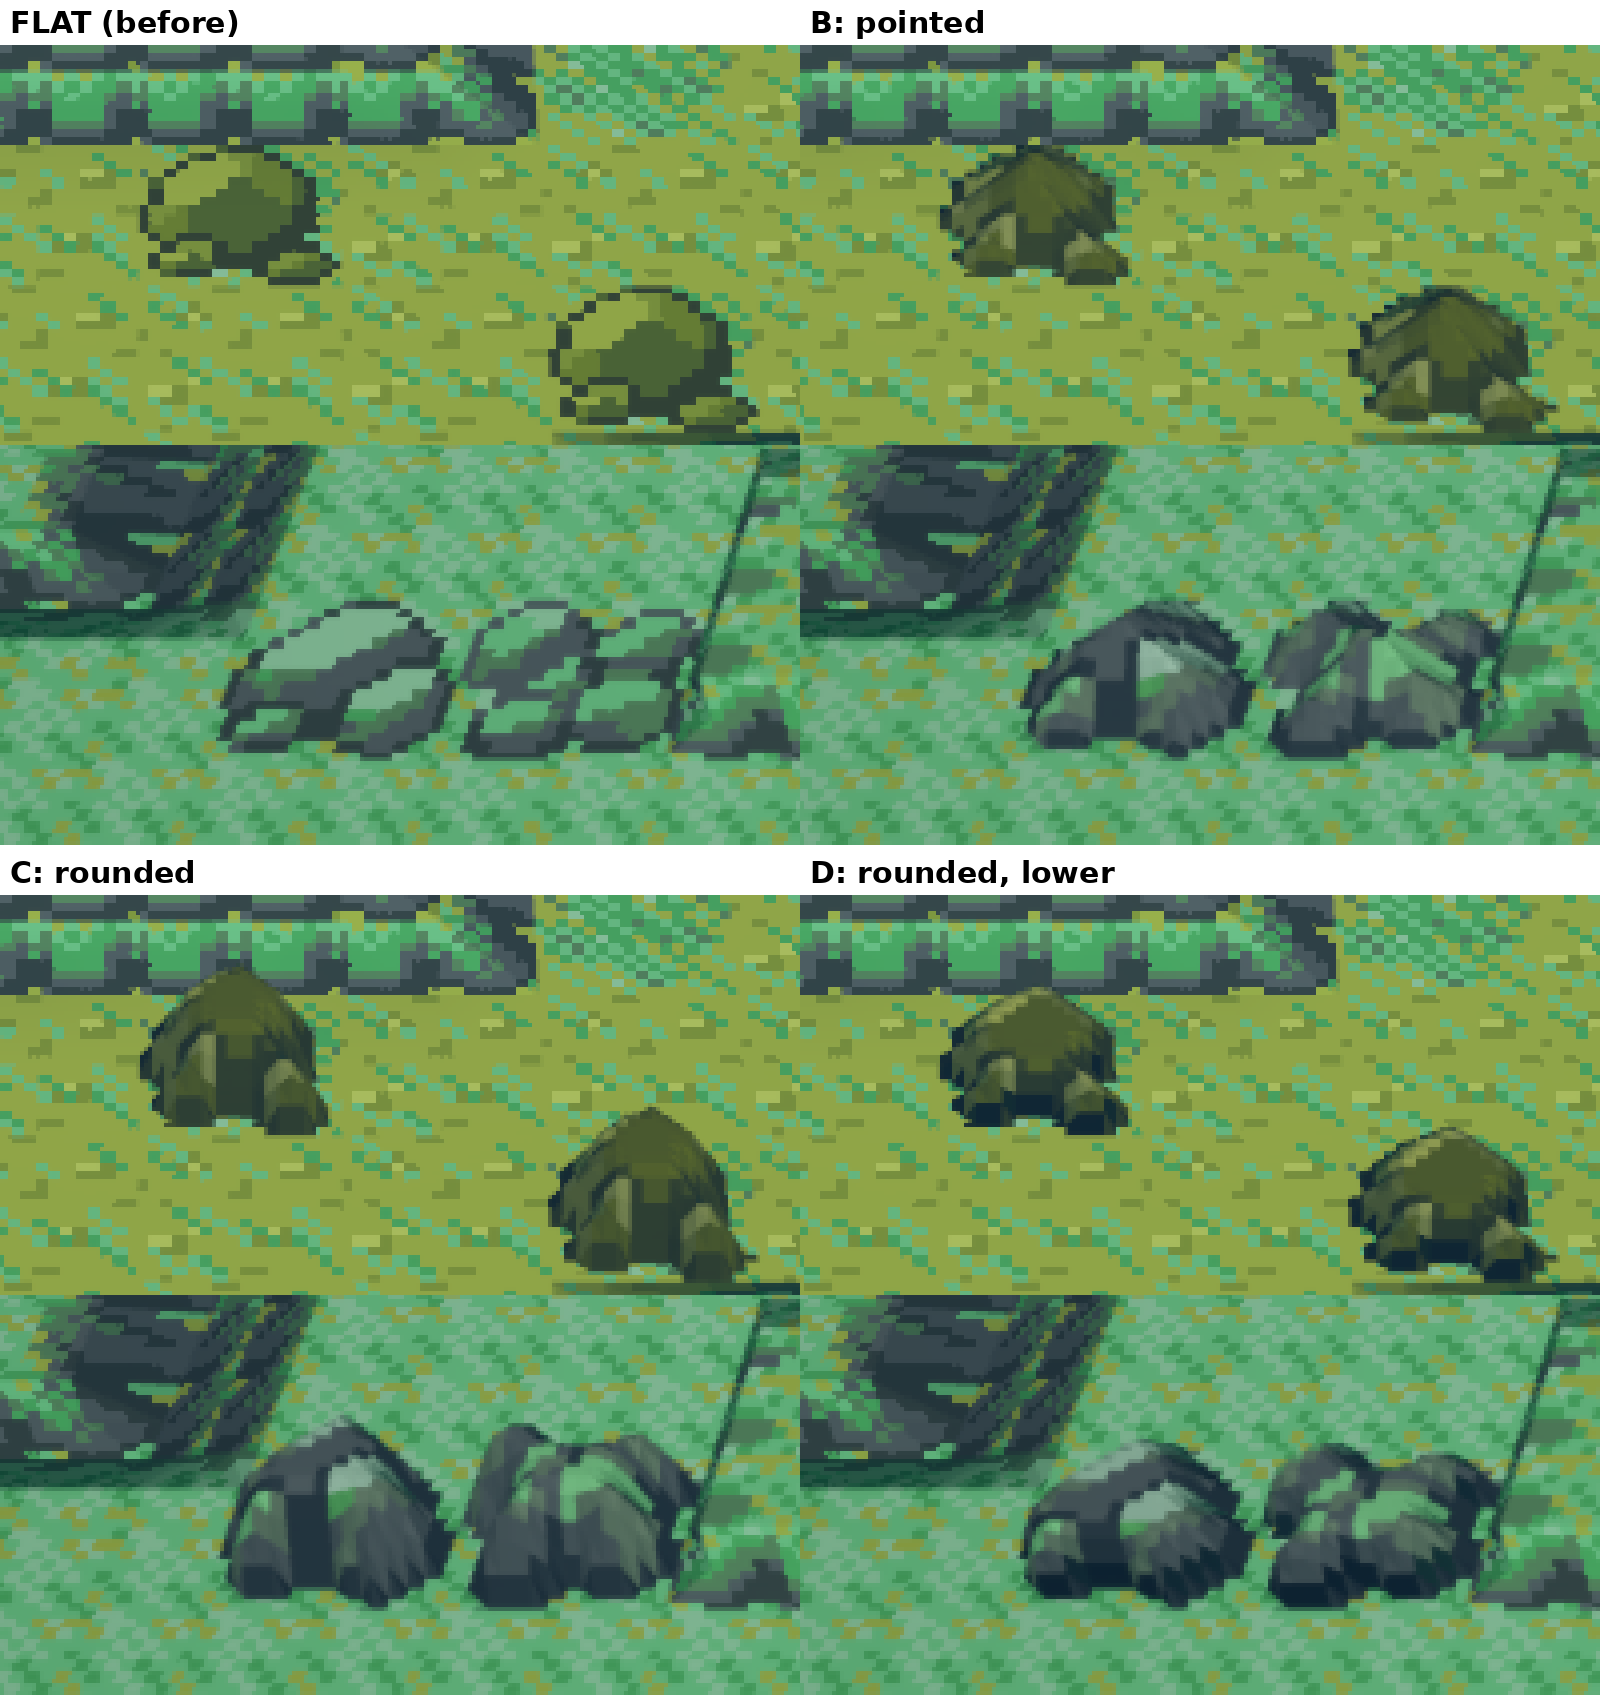 FLAT (before)
B: pointed
C: rounded
D: rounded, lower